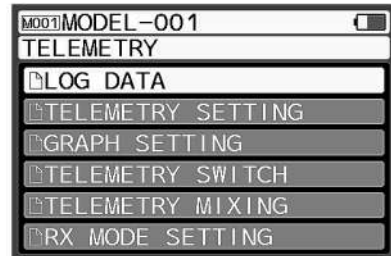 M001 MODEL-001
TELEMETRY
LOG DATA
TELEMETRY SETTING
GRAPH SETTING
TELEMETRY SWITCH
TELEMETRY MIXING
RX MODE SETTING